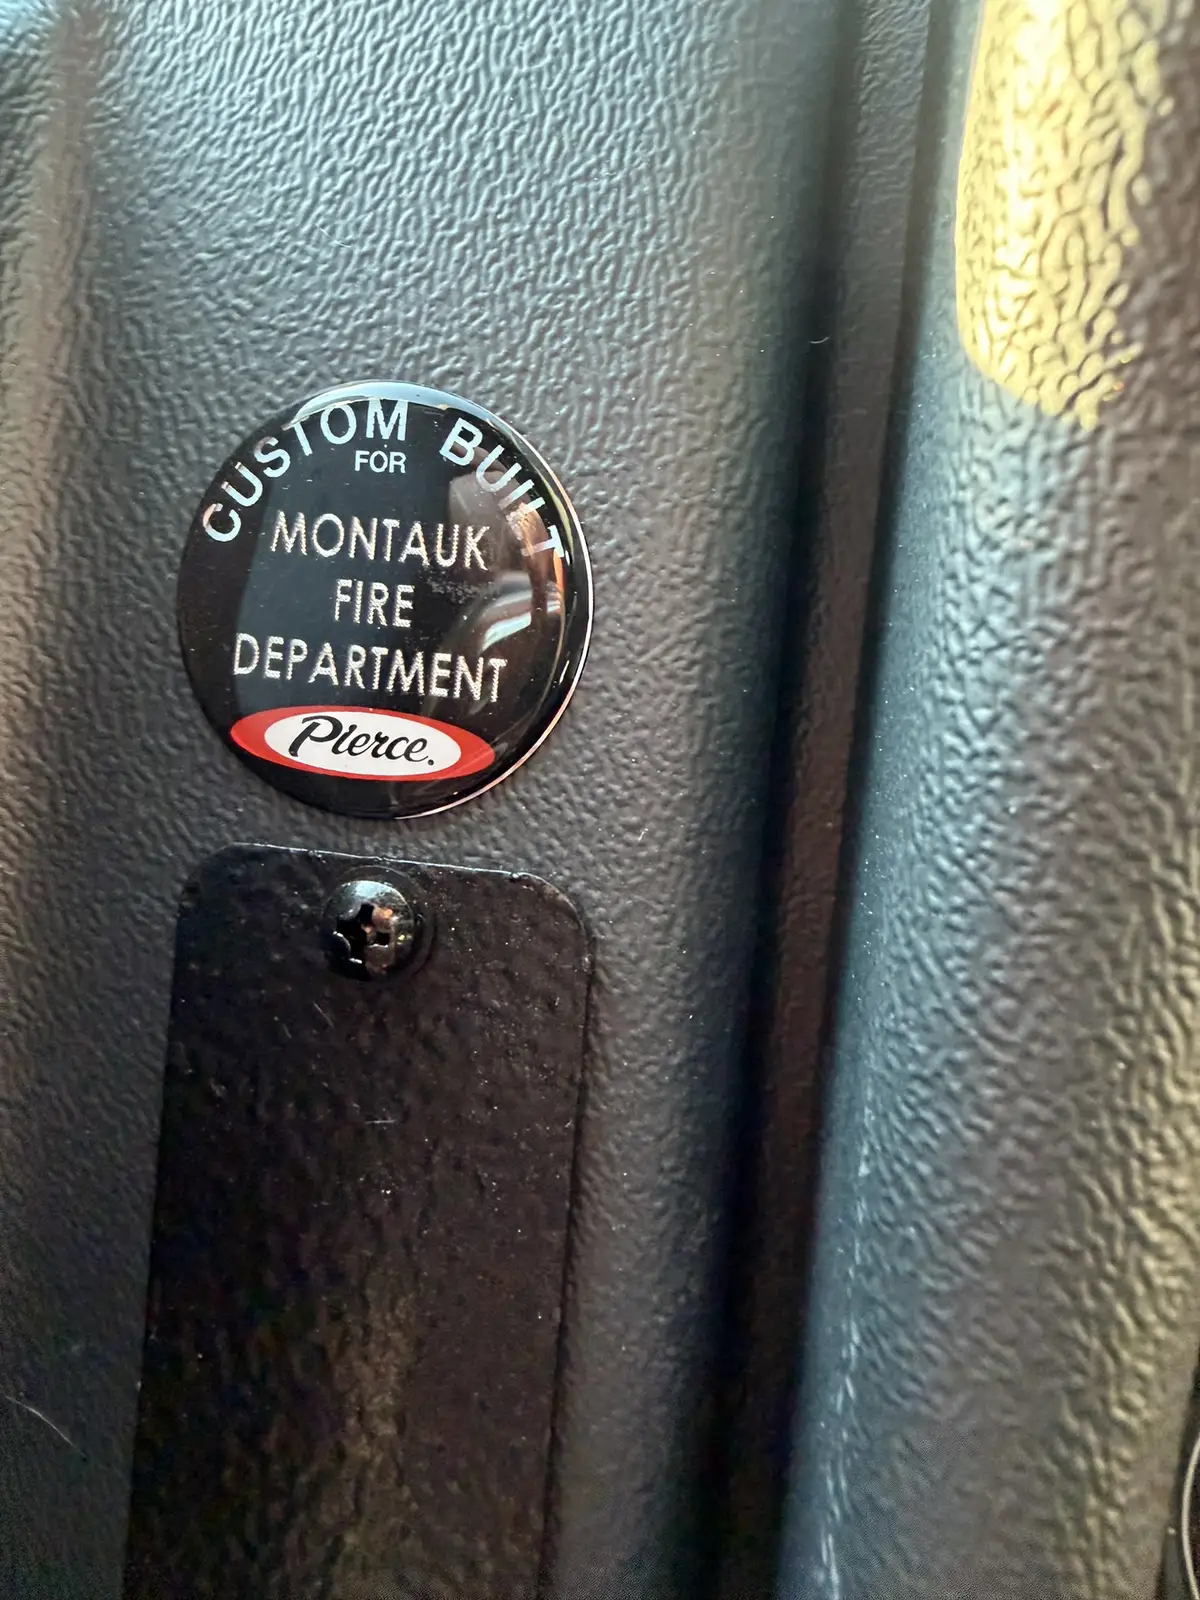 CUSTOM BUILT
FOR
MONTAUK
FIRE
DEPARTMENT
Pierce.